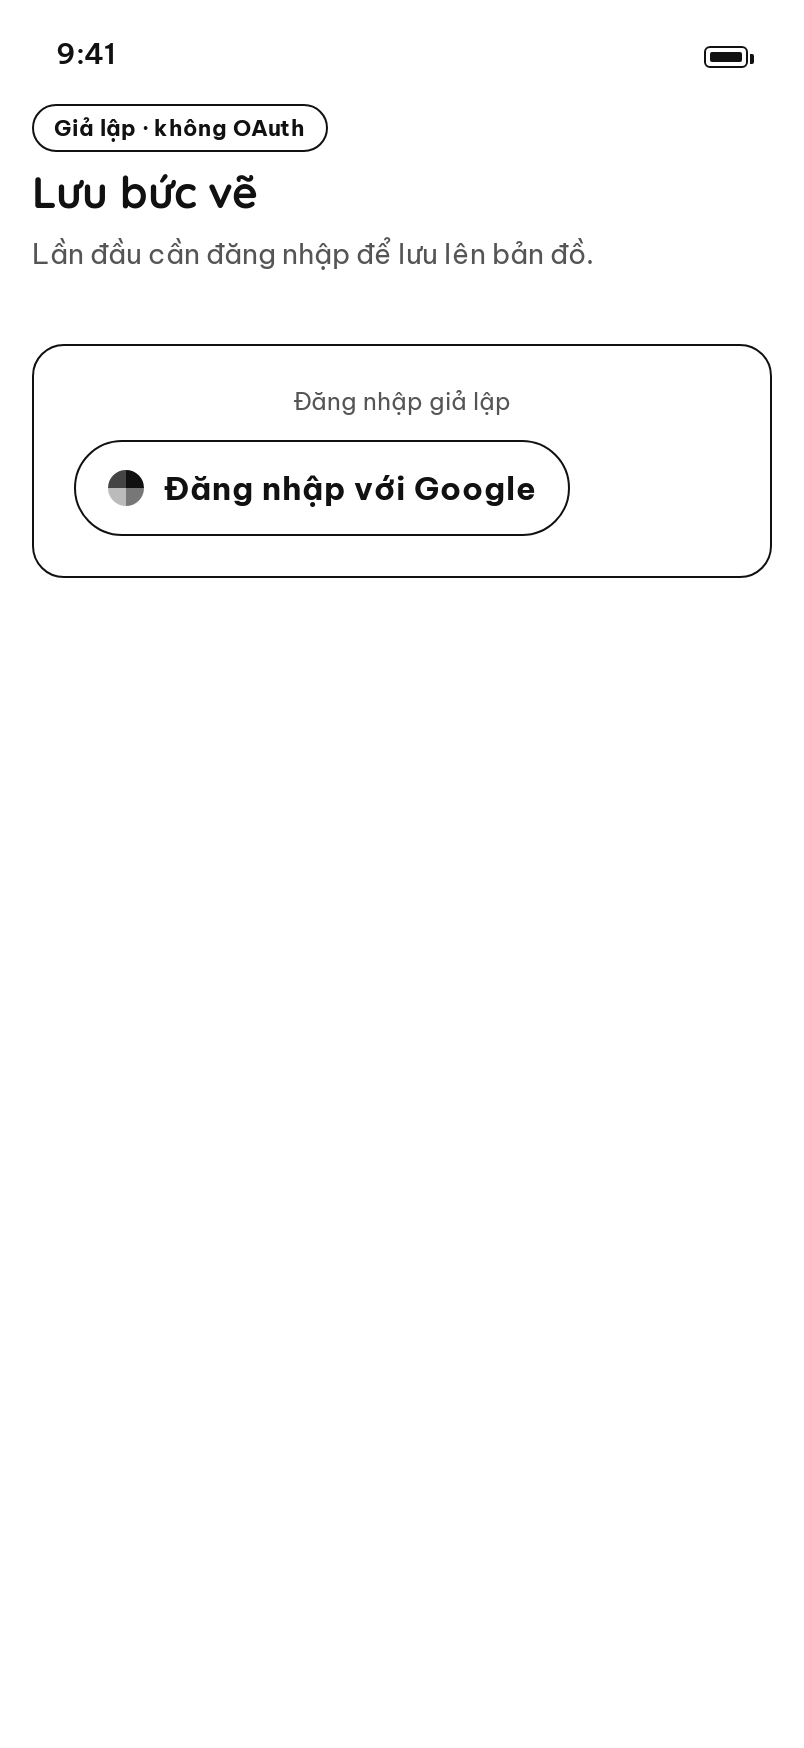 9:41
Giả lập · không OAuth
Lưu bức vẽ
Lần đầu cần đăng nhập để lưu lên bản đồ.
Đăng nhập giả lập
Đăng nhập với Google